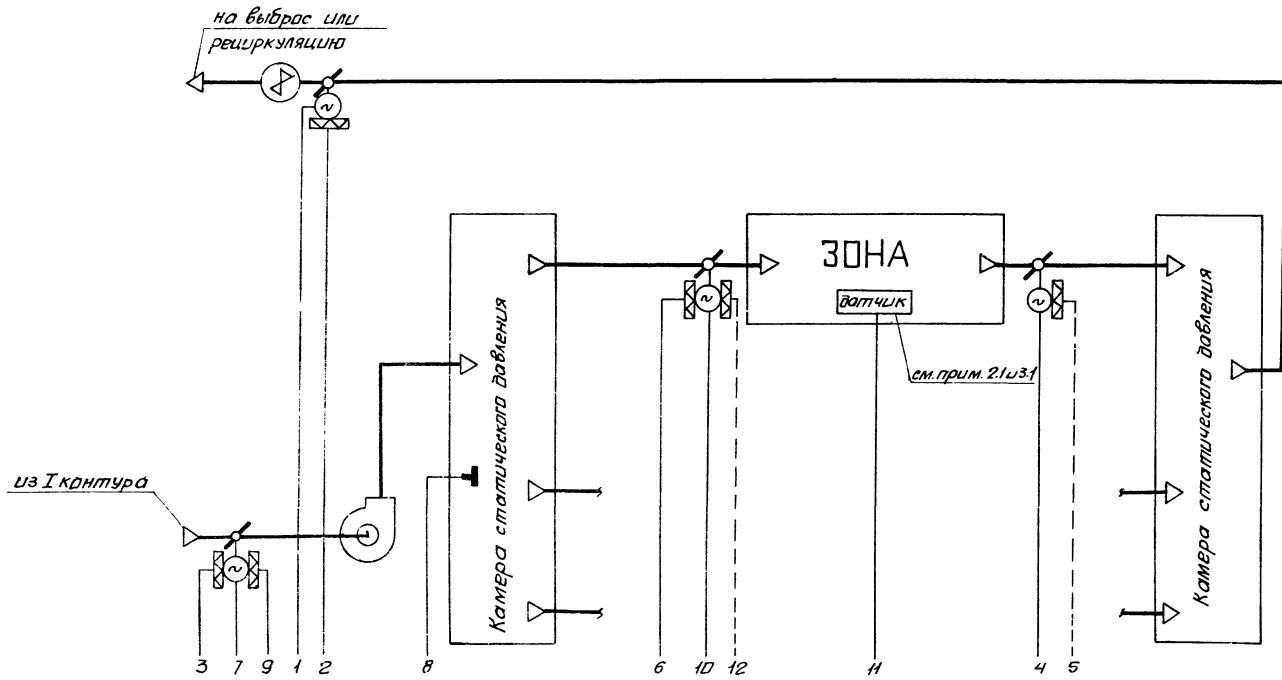 на выброс или
рециркуляцию
ЗОНА
датчик
см. прим. 2.1 и 3.1
Камера статического давления
Камера статического давления
из I контура
3 7 9 1 2 8 6 10 12 11 4 5